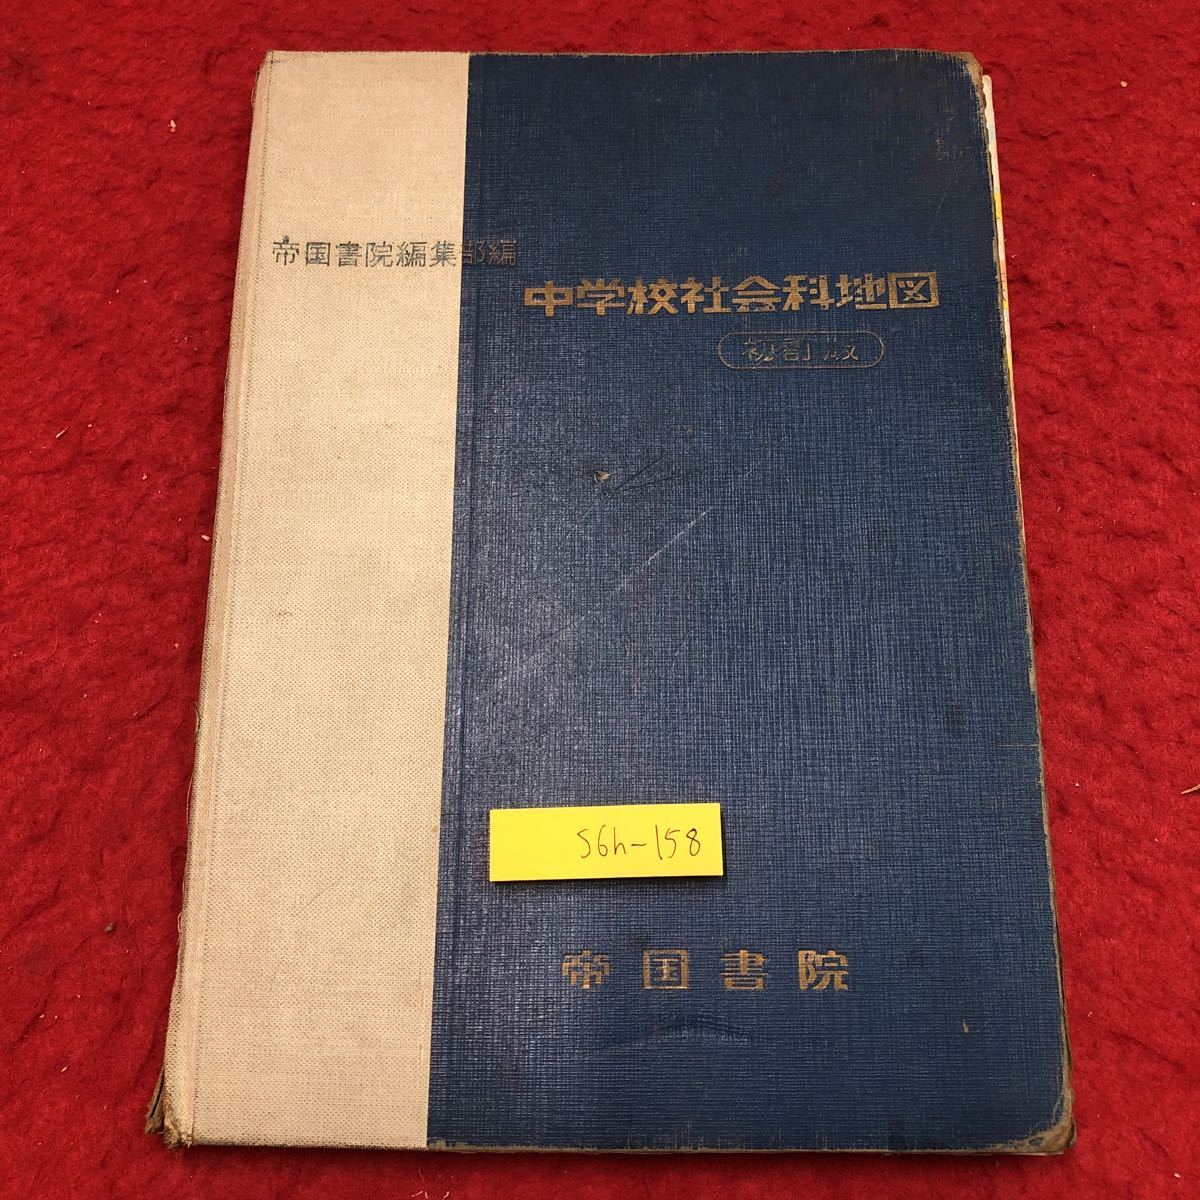 帝国書院編集部編
中学校社会科地図
初訂版
S6h-158
帝国書院